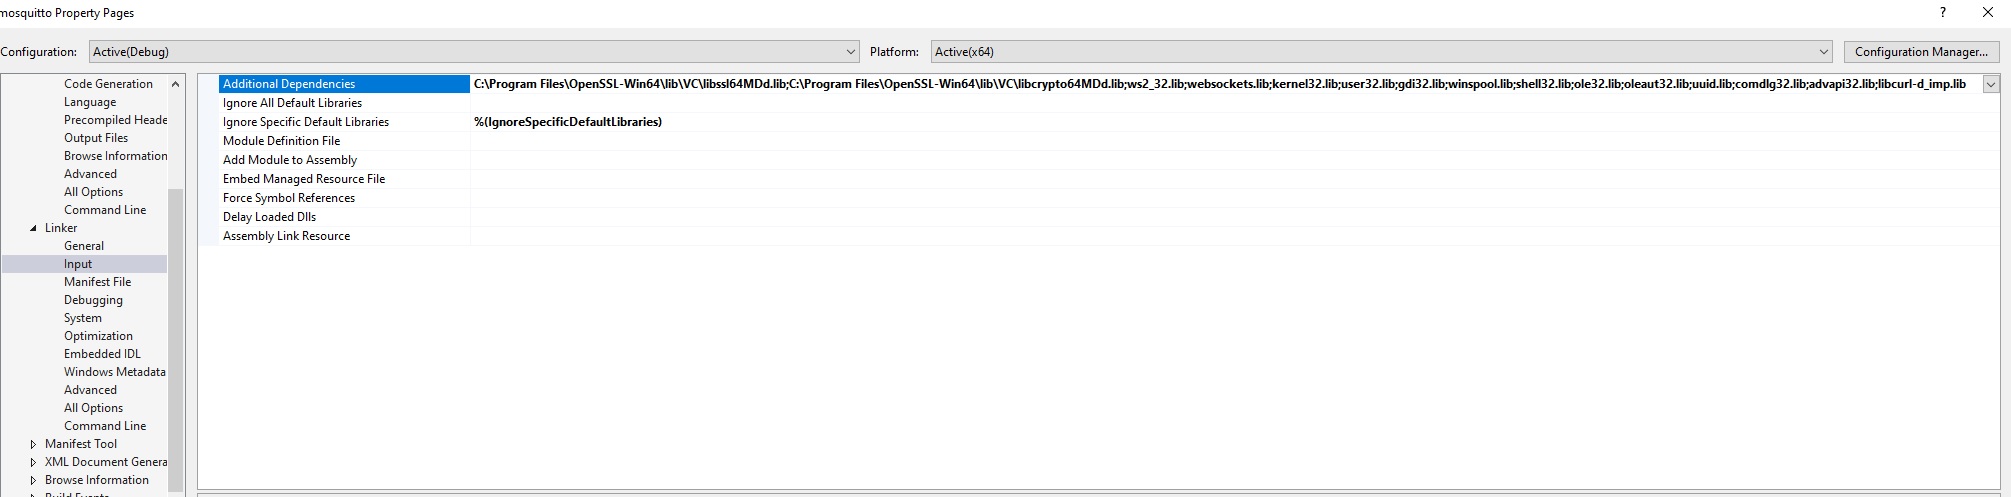 mosquitto Property Pages
? ×
Configuration: Active(Debug) Platform: Active(x64) Configuration Manager...
Code Generation
Language
Precompiled Heade
Output Files
Browse Information
Advanced
All Options
Command Line
Linker
General
Input
Manifest File
Debugging
System
Optimization
Embedded IDL
Windows Metadata
Advanced
All Options
Command Line
Manifest Tool
XML Document Genera
Browse Information
Build Events
Additional Dependencies C:\Program Files\OpenSSL-Win64\lib\VC\libssl64MDd.lib;C:\Program Files\OpenSSL-Win64\lib\VC\libcrypto64MDd.lib;ws2_32.lib;websockets.lib;kernel32.lib;user32.lib;gdi32.lib;winspool.lib;shell32.lib;ole32.lib;oleaut32.lib;uuid.lib;comdlg32.lib;advapi32.lib;libcurl-d_imp.lib
Ignore All Default Libraries
Ignore Specific Default Libraries %(IgnoreSpecificDefaultLibraries)
Module Definition File
Add Module to Assembly
Embed Managed Resource File
Force Symbol References
Delay Loaded Dlls
Assembly Link Resource